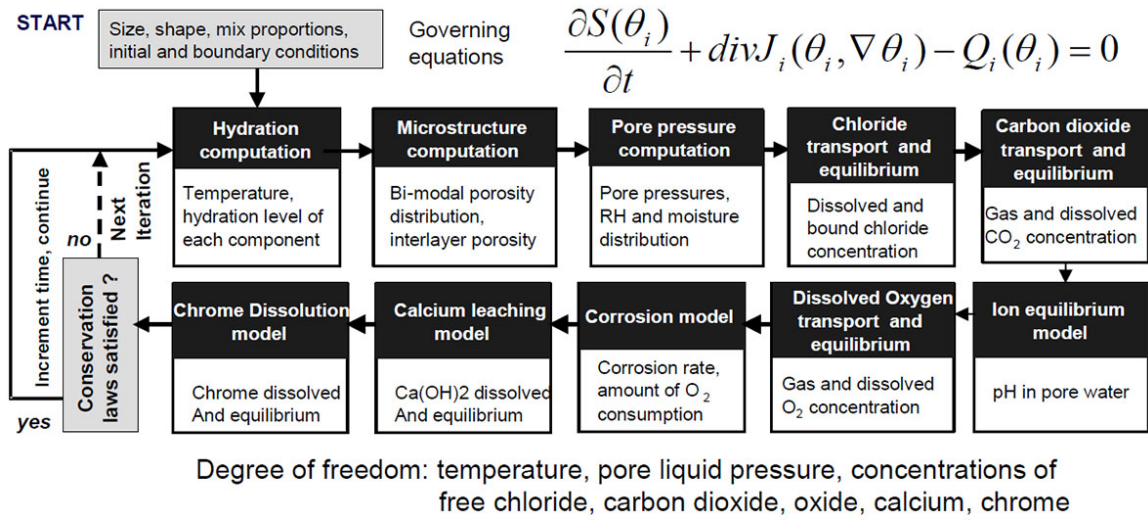 START
Size, shape, mix proportions,
initial and boundary conditions
Governing
equations
∂S(θᵢ)/∂t + divJᵢ(θᵢ, ∇θᵢ) − Qᵢ(θᵢ) = 0
Hydration
computation
Temperature,
hydration level of
each component
Microstructure
computation
Bi-modal porosity
distribution,
interlayer porosity
Pore pressure
computation
Pore pressures,
RH and moisture
distribution
Chloride
transport and
equilibrium
Dissolved and
bound chloride
concentration
Carbon dioxide
transport and
equilibrium
Gas and dissolved
CO₂ concentration
Ion equilibrium
model
pH in pore water
Dissolved Oxygen
transport and
equilibrium
Gas and dissolved
O₂ concentration
Corrosion model
Corrosion rate,
amount of O₂
consumption
Calcium leaching
model
Ca(OH)2 dissolved
And equilibrium
Chrome Dissolution
model
Chrome dissolved
And equilibrium
Conservation
laws satisfied ?
no
Next
Iteration
yes
Increment time, continue
Degree of freedom: temperature, pore liquid pressure, concentrations of
free chloride, carbon dioxide, oxide, calcium, chrome